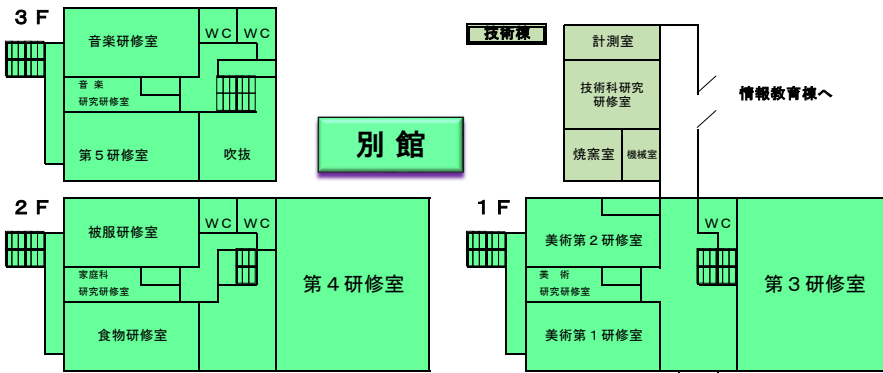 3F
音楽研修室
WC
WC
音 楽
研究研修室
第5研修室
吹抜
別館
技術棟
計測室
技術科研究
研修室
焼窯室
機械室
情報教育棟へ
2F
被服研修室
WC
WC
家庭科
研究研修室
食物研修室
第4研修室
1F
美術第2研修室
WC
美 術
研究研修室
美術第1研修室
第3研修室